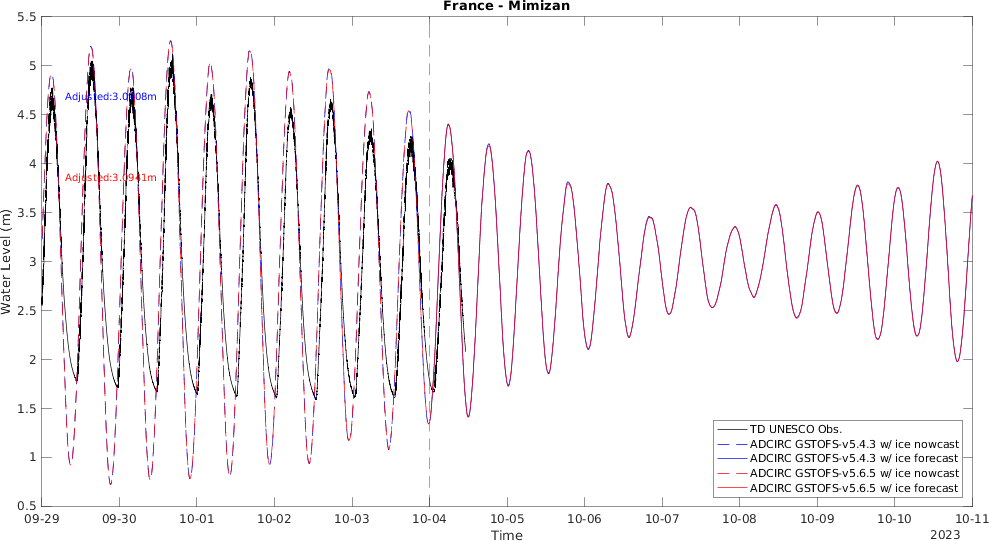 France - Mimizan
5.5
5
4.5
4
3.5
3
2.5
2
1.5
1
0.5
Water Level (m)
Adjusted:3.0908m
Adjusted:3.0941m
TD UNESCO Obs.
ADCIRC GSTOFS-v5.4.3 w/ ice nowcast
ADCIRC GSTOFS-v5.4.3 w/ ice forecast
ADCIRC GSTOFS-v5.6.5 w/ ice nowcast
ADCIRC GSTOFS-v5.6.5 w/ ice forecast
09-29 09-30 10-01 10-02 10-03 10-04 10-05 10-06 10-07 10-08 10-09 10-10 10-11
Time
2023